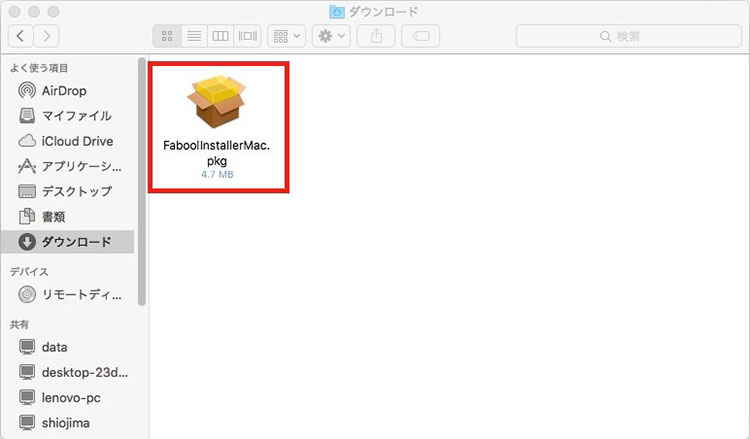 ダウンロード
検索
よく使う項目
AirDrop
マイファイル
iCloud Drive
アプリケーシ...
デスクトップ
書類
ダウンロード
デバイス
リモートディ...
共有
data
desktop-23d...
lenovo-pc
shiojima
FaboolInstallerMac.
pkg
4.7 MB